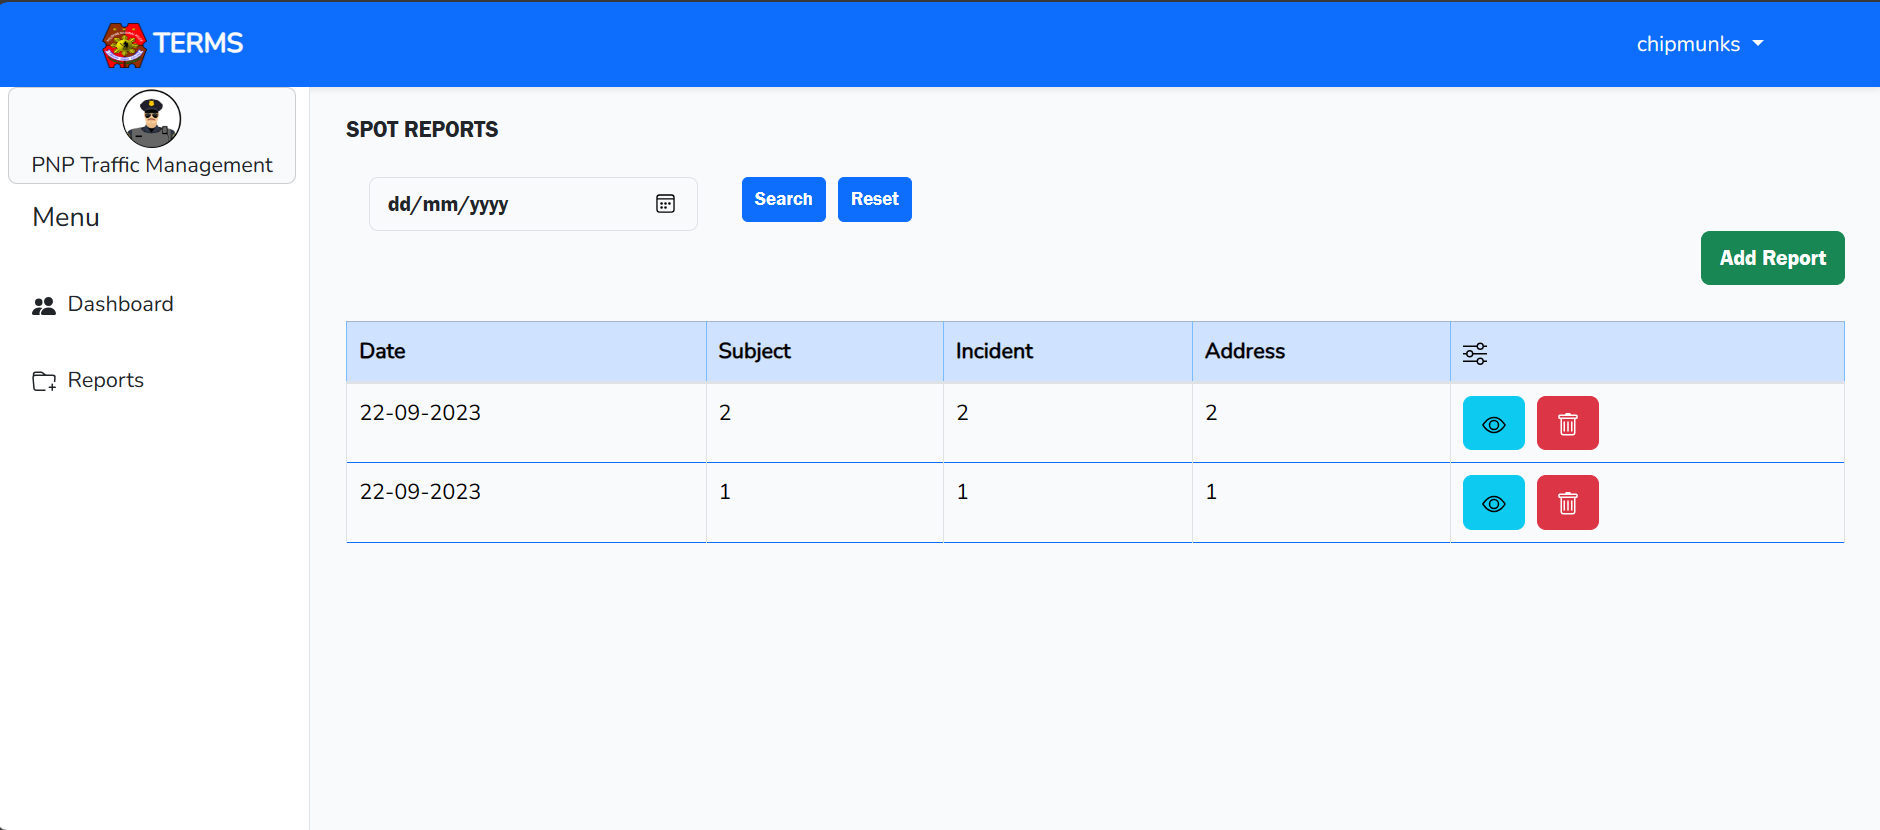 TERMS
chipmunks
PNP Traffic Management
Menu
Dashboard
Reports
SPOT REPORTS
dd/mm/yyyy
Search
Reset
Add Report
Date Subject Incident Address
22-09-2023 2 2 2
22-09-2023 1 1 1